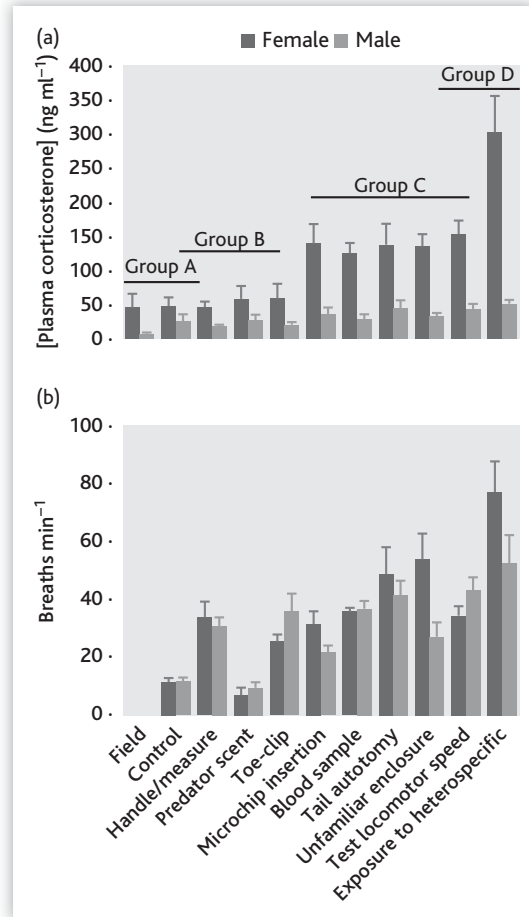 (a)
Female Male
[Plasma corticosterone] (ng ml⁻¹)
400
350
300
250
200
150
100
50
0
Group A
Group B
Group C
Group D
(b)
Breaths min⁻¹
100
80
60
40
20
0
Field
Control
Handle/measure
Predator scent
Toe-clip
Microchip insertion
Blood sample
Tail autotomy
Unfamiliar enclosure
Test locomotor speed
Exposure to heterospecific